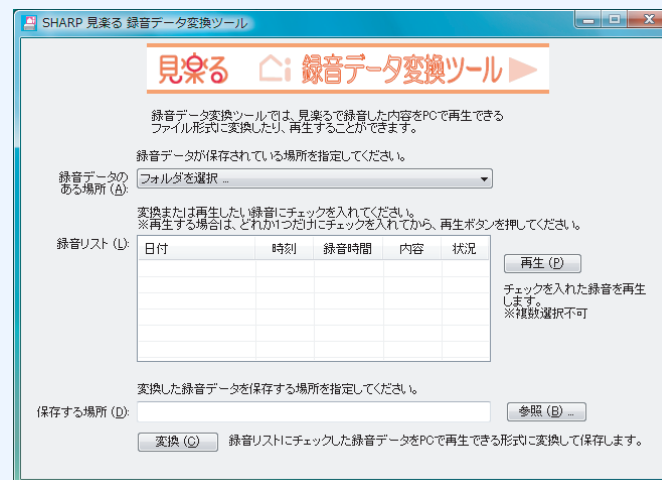 SHARP 見楽る 録音データ変換ツール
見楽る 録音データ変換ツール
録音データ変換ツールでは、見楽るで録音した内容をPCで再生できる
ファイル形式に変換したり、再生することができます。
録音データが保存されている場所を指定してください。
録音データの
ある場所 (A):
フォルダを選択 ...
変換または再生したい録音にチェックを入れてください。
※再生する場合は、どれか1つだけにチェックを入れてから、再生ボタンを押してください。
録音リスト (L):
日付 時刻 録音時間 内容 状況
再生 (P)
チェックを入れた録音を再生
します。
※複数選択不可
変換した録音データを保存する場所を指定してください。
保存する場所 (D):
参照 (B) ...
変換 (C)
録音リストにチェックした録音データをPCで再生できる形式に変換して保存します。